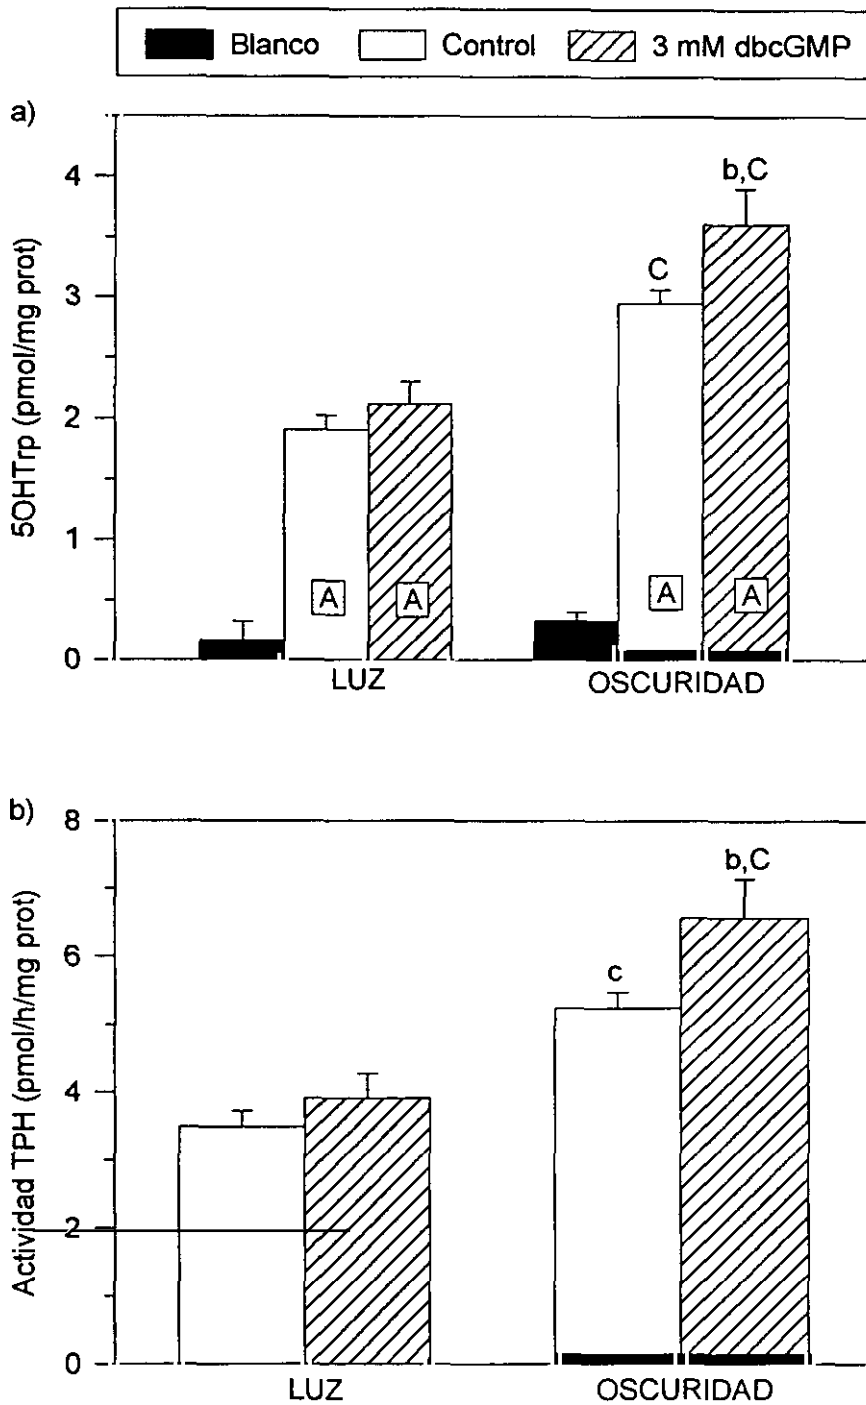 Blanco Control 3 mM dbcGMP
a)
5OHTrp (pmol/mg prot)
4
3
2
1
0
b,C
C
A A A A
LUZ OSCURIDAD
b)
Actividad TPH (pmol/h/mg prot)
8
6
4
2
0
b,C
c
LUZ OSCURIDAD